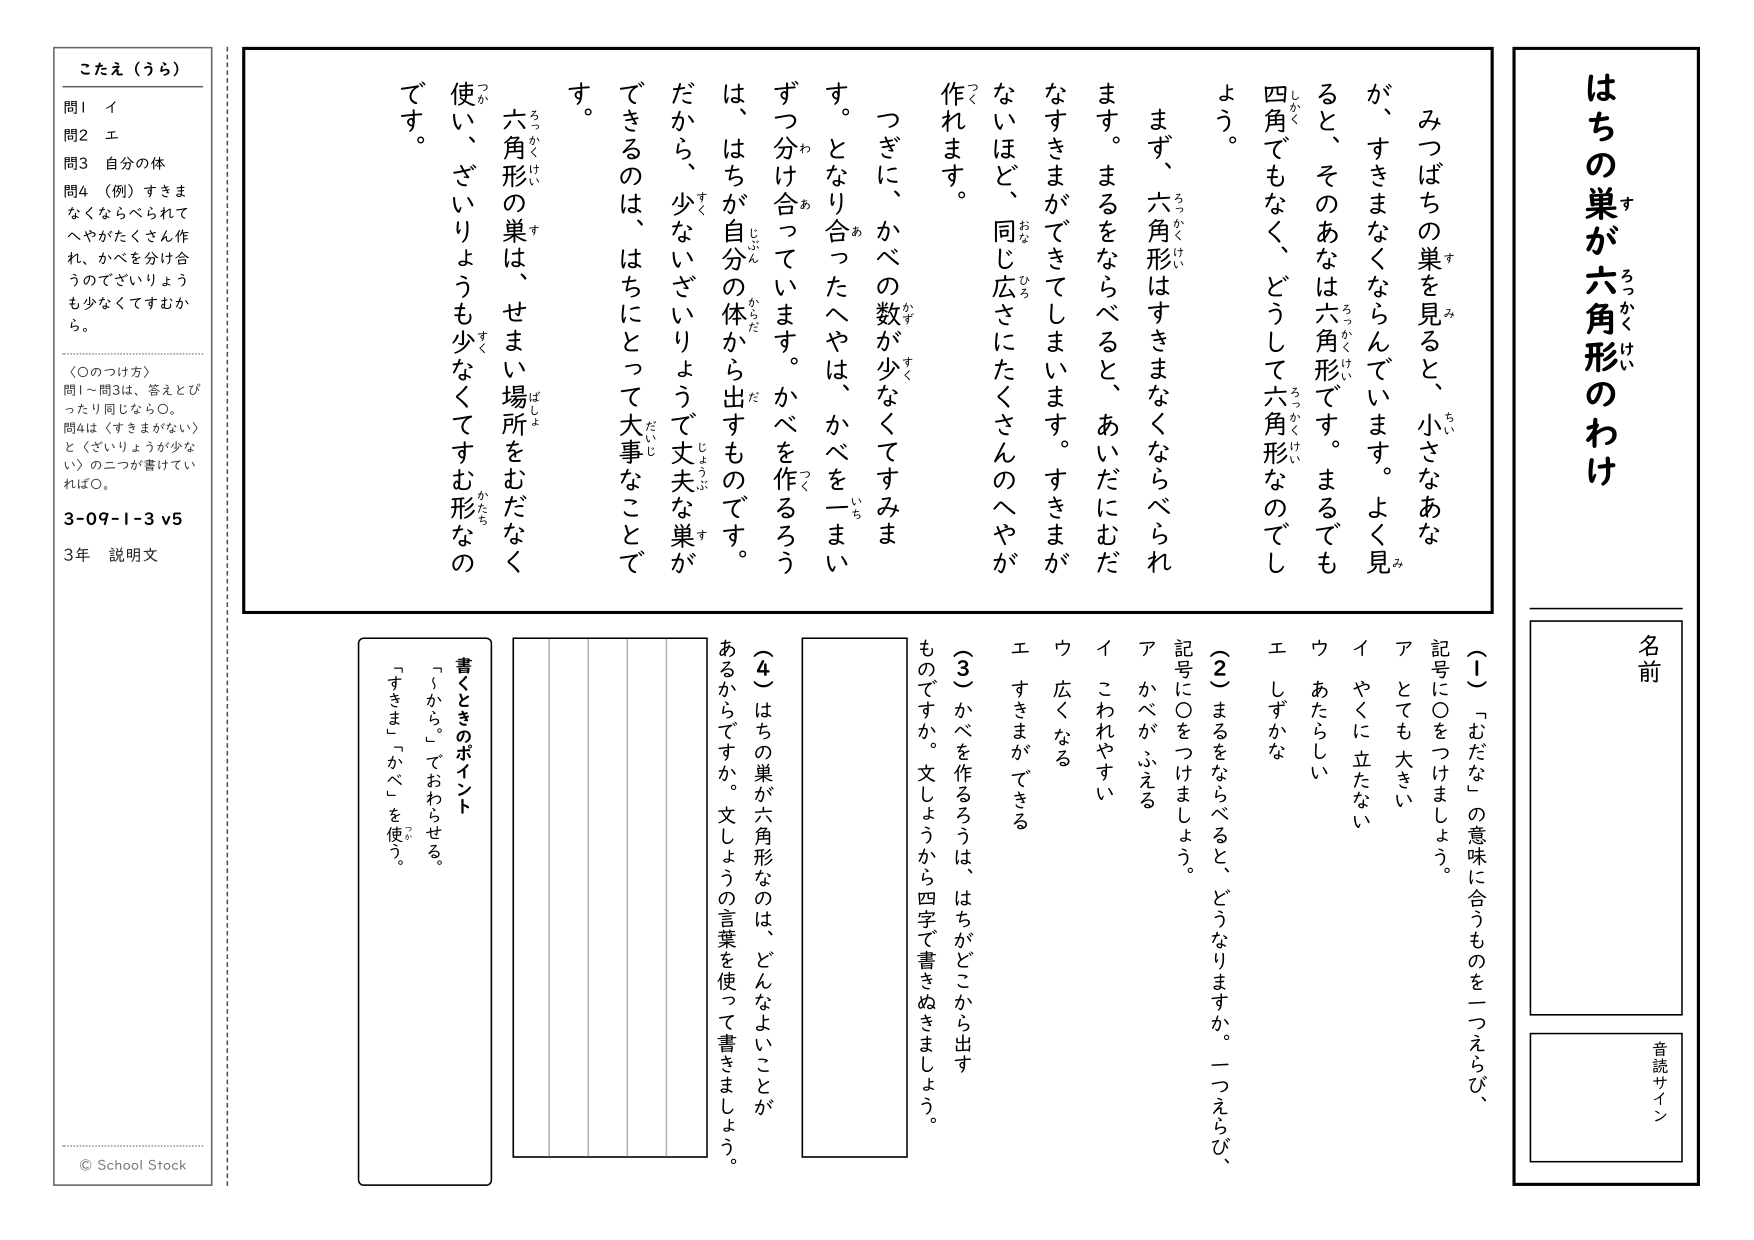 はちの巣が六角形のわけ
名前
音読サイン
みつばちの巣を見ると、小さなあな
が、すきまなくならんでいます。よく見
ると、そのあなは六角形です。まるでも
四角でもなく、どうして六角形なのでし
ょう。
まず、六角形はすきまなくならべられ
ます。まるをならべると、あいだにむだ
なすきまができてしまいます。すきまが
ないほど、同じ広さにたくさんのへやが
作れます。
つぎに、かべの数が少なくてすみま
す。となり合ったへやは、かべを一まい
ずつ分け合っています。かべを作るろう
は、はちが自分の体から出すものです。
だから、少ないざいりょうで丈夫な巣が
できるのは、はちにとって大事なことで
す。
六角形の巣は、せまい場所をむだなく
使い、ざいりょうも少なくてすむ形なの
です。
(1)「むだな」の意味に合うものを一つえらび、
記号に〇をつけましょう。
ア とても 大きい
イ やくに 立たない
ウ あたらしい
エ しずかな
(2)まるをならべると、どうなりますか。一つえらび、
記号に〇をつけましょう。
ア かべが ふえる
イ こわれやすい
ウ 広く なる
エ すきまが できる
(3)かべを作るろうは、はちがどこから出す
ものですか。文しょうから四字で書きぬきましょう。
(4)はちの巣が六角形なのは、どんなよいことが
あるからですか。文しょうの言葉を使って書きましょう。
書くときのポイント
「~から。」でおわらせる。
「すきま」「かべ」を使う。
こたえ(うら)
問1 イ
問2 エ
問3 自分の体
問4 (例)すきま
なくならべられて
へやがたくさん作
れ、かべを分け合
うのでざいりょう
も少なくてすむか
ら。
〈〇のつけ方〉
問1~問3は、答えとぴ
ったり同じなら〇。
問4は〈すきまがない〉
と〈ざいりょうが少な
い〉の二つが書けてい
れば〇。
3-09-1-3 v5
3年 説明文
© School Stock